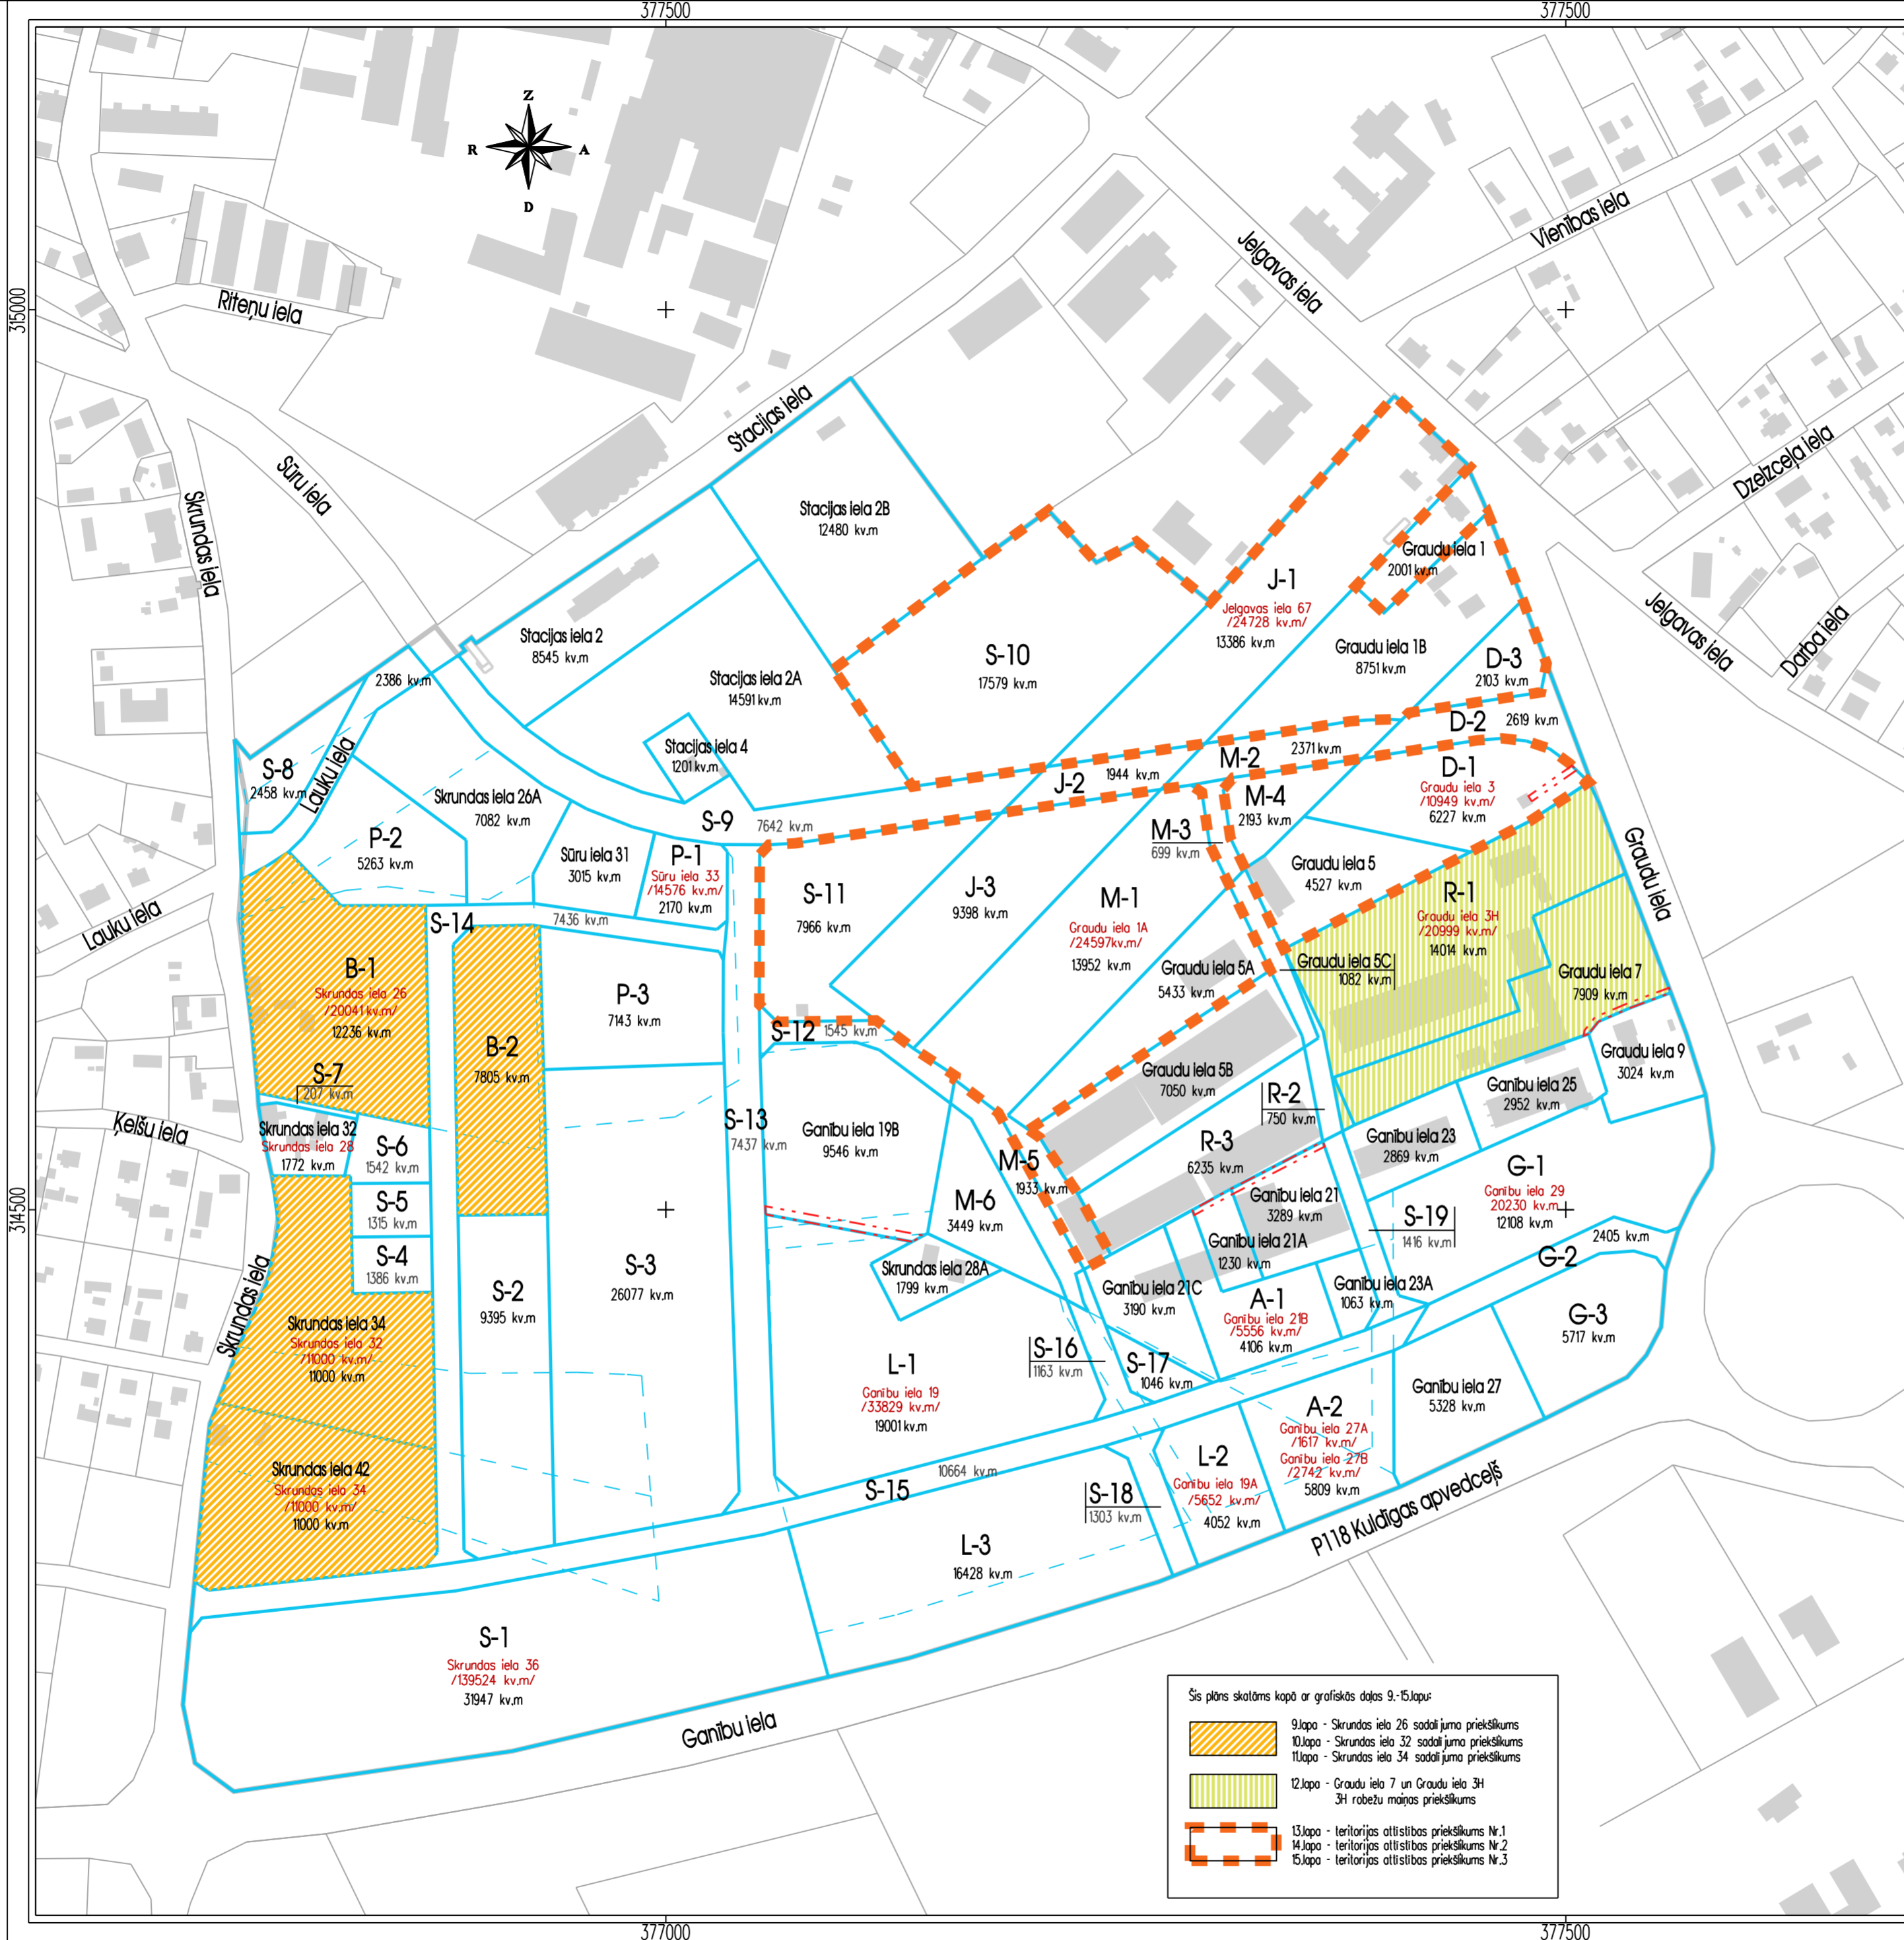 377500
377500
Z
R
A
D
Vienības iela
Jelgavas iela
315000
Riteņu iela
Stacijas iela
Dzelzceļa iela
Sūru iela
Skrundas iela
Stacijas iela 2B
12480 kv.m
Graudu iela 1
2001 kv.m
J-1
Jelgavas iela 67
/24728 kv.m/
13386 kv.m
Jelgavas iela
Darba iela
Stacijas iela 2
8545 kv.m
S-10
17579 kv.m
Graudu iela 1B
8751 kv.m
D-3
2103 kv.m
2386 kv.m
Stacijas iela 2A
14591 kv.m
D-2
2619 kv.m
Stacijas iela 4
1201 kv.m
2371 kv.m
M-2
S-8
2458 kv.m
Lauku iela
J-2
1944 kv.m
D-1
Graudu iela 3
/10949 kv.m/
6227 kv.m
Skrundas iela 26A
7082 kv.m
M-4
2193 kv.m
S-9
7642 kv.m
P-2
5263 kv.m
M-3
699 kv.m
Sūru iela 31
3015 kv.m
P-1
Sūru iela 33
/14576 kv.m/
2170 kv.m
Graudu iela 5
4527 kv.m
Graudu iela
S-11
7966 kv.m
J-3
9398 kv.m
M-1
Graudu iela 1A
/24597kv.m/
13952 kv.m
R-1
Graudu iela 3H
/20999 kv.m/
14014 kv.m
Lauku iela
S-14
7436 kv.m
B-1
Skrundas iela 26
/20041 kv.m/
12236 kv.m
Graudu iela 5A
5433 kv.m
Graudu iela 5C
1082 kv.m
Graudu iela 7
7909 kv.m
P-3
7143 kv.m
S-12
1545 kv.m
B-2
7805 kv.m
S-7
207 kv.m
Graudu iela 5B
7050 kv.m
Graudu iela 9
3024 kv.m
Ganību iela 25
2952 kv.m
R-2
750 kv.m
Ķelšu iela
Skrundas iela 32
Skrundas iela 28
1772 kv.m
S-6
1542 kv.m
S-13
7437 kv.m
Ganību iela 19B
9546 kv.m
R-3
6235 kv.m
Ganību iela 23
2869 kv.m
M-5
1933 kv.m
G-1
Ganību iela 29
20230 kv.m
12108 kv.m
S-5
1315 kv.m
M-6
3449 kv.m
Ganību iela 21
3289 kv.m
S-19
1416 kv.m
314500
2405 kv.m
S-4
1386 kv.m
Ganību iela 21A
1230 kv.m
G-2
S-3
26077 kv.m
Skrundas iela 28A
1799 kv.m
Ganību iela 21C
3190 kv.m
Ganību iela 23A
1063 kv.m
S-2
9395 kv.m
A-1
Ganību iela 21B
/5556 kv.m/
4106 kv.m
G-3
5717 kv.m
Skrundas iela
Skrundas iela 34
Skrundas iela 32
/11000 kv.m/
11000 kv.m
S-16
1163 kv.m
S-17
1046 kv.m
L-1
Ganību iela 19
/33829 kv.m/
19001 kv.m
Ganību iela 27
5328 kv.m
A-2
Ganību iela 27A
/1617 kv.m/
Ganību iela 27B
/2742 kv.m/
5809 kv.m
Skrundas iela 42
Skrundas iela 34
/11000 kv.m/
11000 kv.m
10664 kv.m
S-15
L-2
Ganību iela 19A
/5652 kv.m/
4052 kv.m
S-18
1303 kv.m
P118 Kuldīgas apvedceļš
L-3
16428 kv.m
S-1
Skrundas iela 36
/139524 kv.m/
31947 kv.m
Ganību iela
Šis plāns skatāms kopā ar grafiskās daļas 9.-15.lapu:
9.lapa - Skrundas iela 26 sadalījuma priekšlikums
10.lapa - Skrundas iela 32 sadalījuma priekšlikums
11.lapa - Skrundas iela 34 sadalījuma priekšlikums
12.lapa - Graudu iela 7 un Graudu iela 3H
3H robežu maiņas priekšlikums
13.lapa - teritorijas attīstības priekšlikums Nr.1
14.lapa - teritorijas attīstības priekšlikums Nr.2
15.lapa - teritorijas attīstības priekšlikums Nr.3
377000
377500